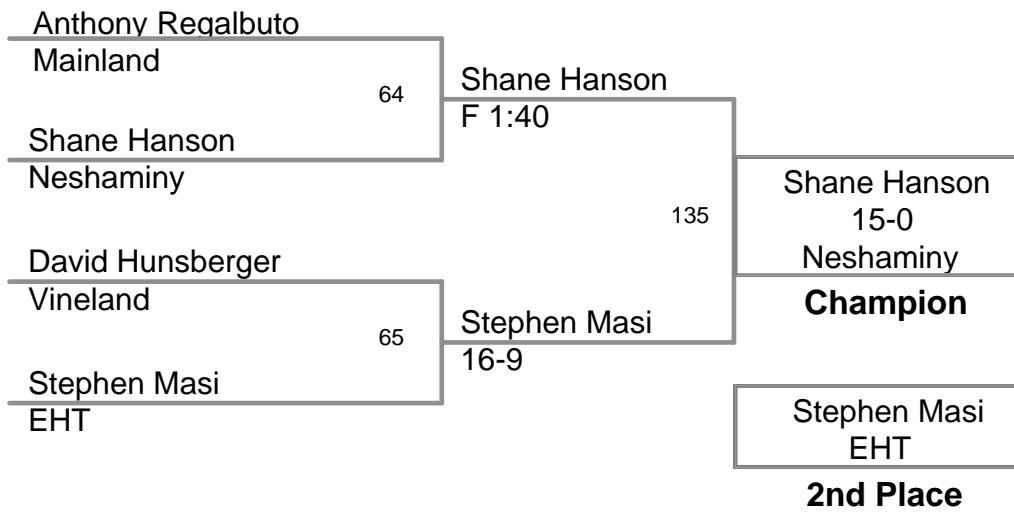 Anthony Regalbuto
Mainland
64
Shane Hanson
Neshaminy
Shane Hanson
F 1:40
David Hunsberger
Vineland
65
Stephen Masi
EHT
Stephen Masi
16-9
135
Shane Hanson
15-0
Neshaminy
Champion
Stephen Masi
EHT
2nd Place